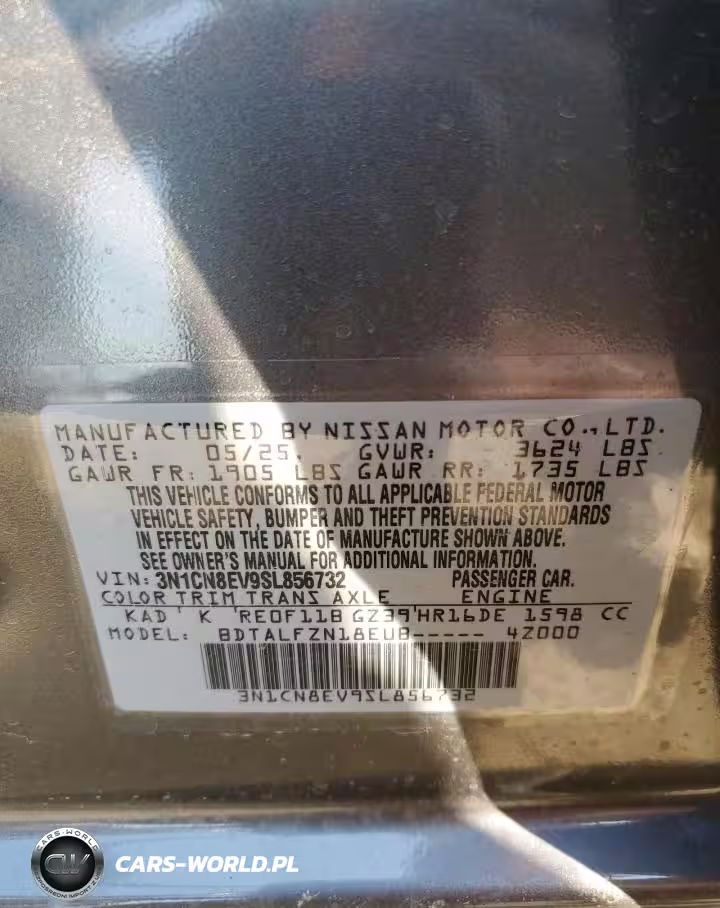 MANUFACTURED BY NISSAN MOTOR CO., LTD.
DATE: 05/25. GVWR: 3624 LBS
GAWR FR: 1905 LBS GAWR RR: 1735 LBS
THIS VEHICLE CONFORMS TO ALL APPLICABLE FEDERAL MOTOR
VEHICLE SAFETY, BUMPER AND THEFT PREVENTION STANDARDS
IN EFFECT ON THE DATE OF MANUFACTURE SHOWN ABOVE.
SEE OWNER'S MANUAL FOR ADDITIONAL INFORMATION.
VIN: 3N1CN8EV9SL856732 PASSENGER CAR.
COLOR TRIM TRANS AXLE ENGINE
KAD K RE0F11B GZ39 HR16DE 1598 CC
MODEL: BDTALFZN18EUB----- 4Z000
3N1CN8EV9SL856732
CARS-WORLD
CW
CARS-WORLD.PL